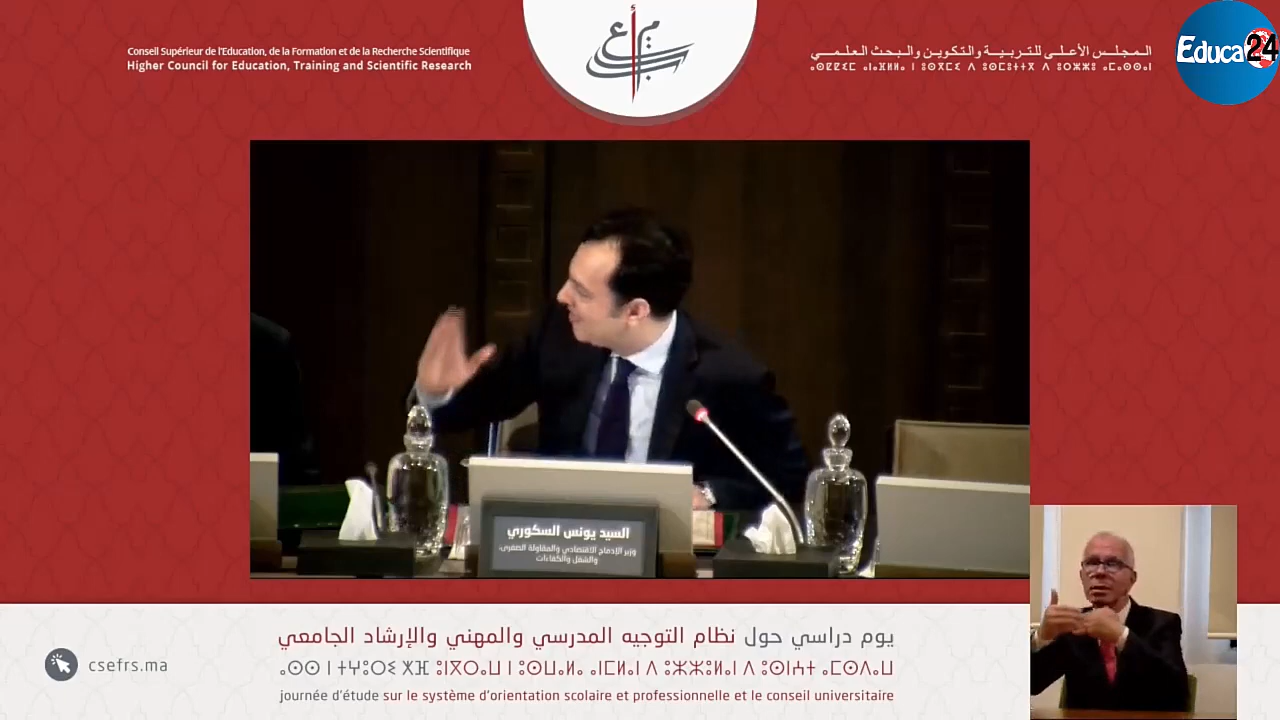 Conseil Supérieur de l'Education, de la Formation et de la Recherche Scientifique
Higher Council for Education, Training and Scientific Research
المجلس الأعلى للتربية والتكوين والبحث العلمي
Educa24
السيد يونس السكوري
وزير الإدماج الاقتصادي والمقاولة الصغرى،
والشغل والكفاءات
يوم دراسي حول نظام التوجيه المدرسي والمهني والإرشاد الجامعي
csefrs.ma
journée d'étude sur le système d'orientation scolaire et professionnelle et le conseil universitaire